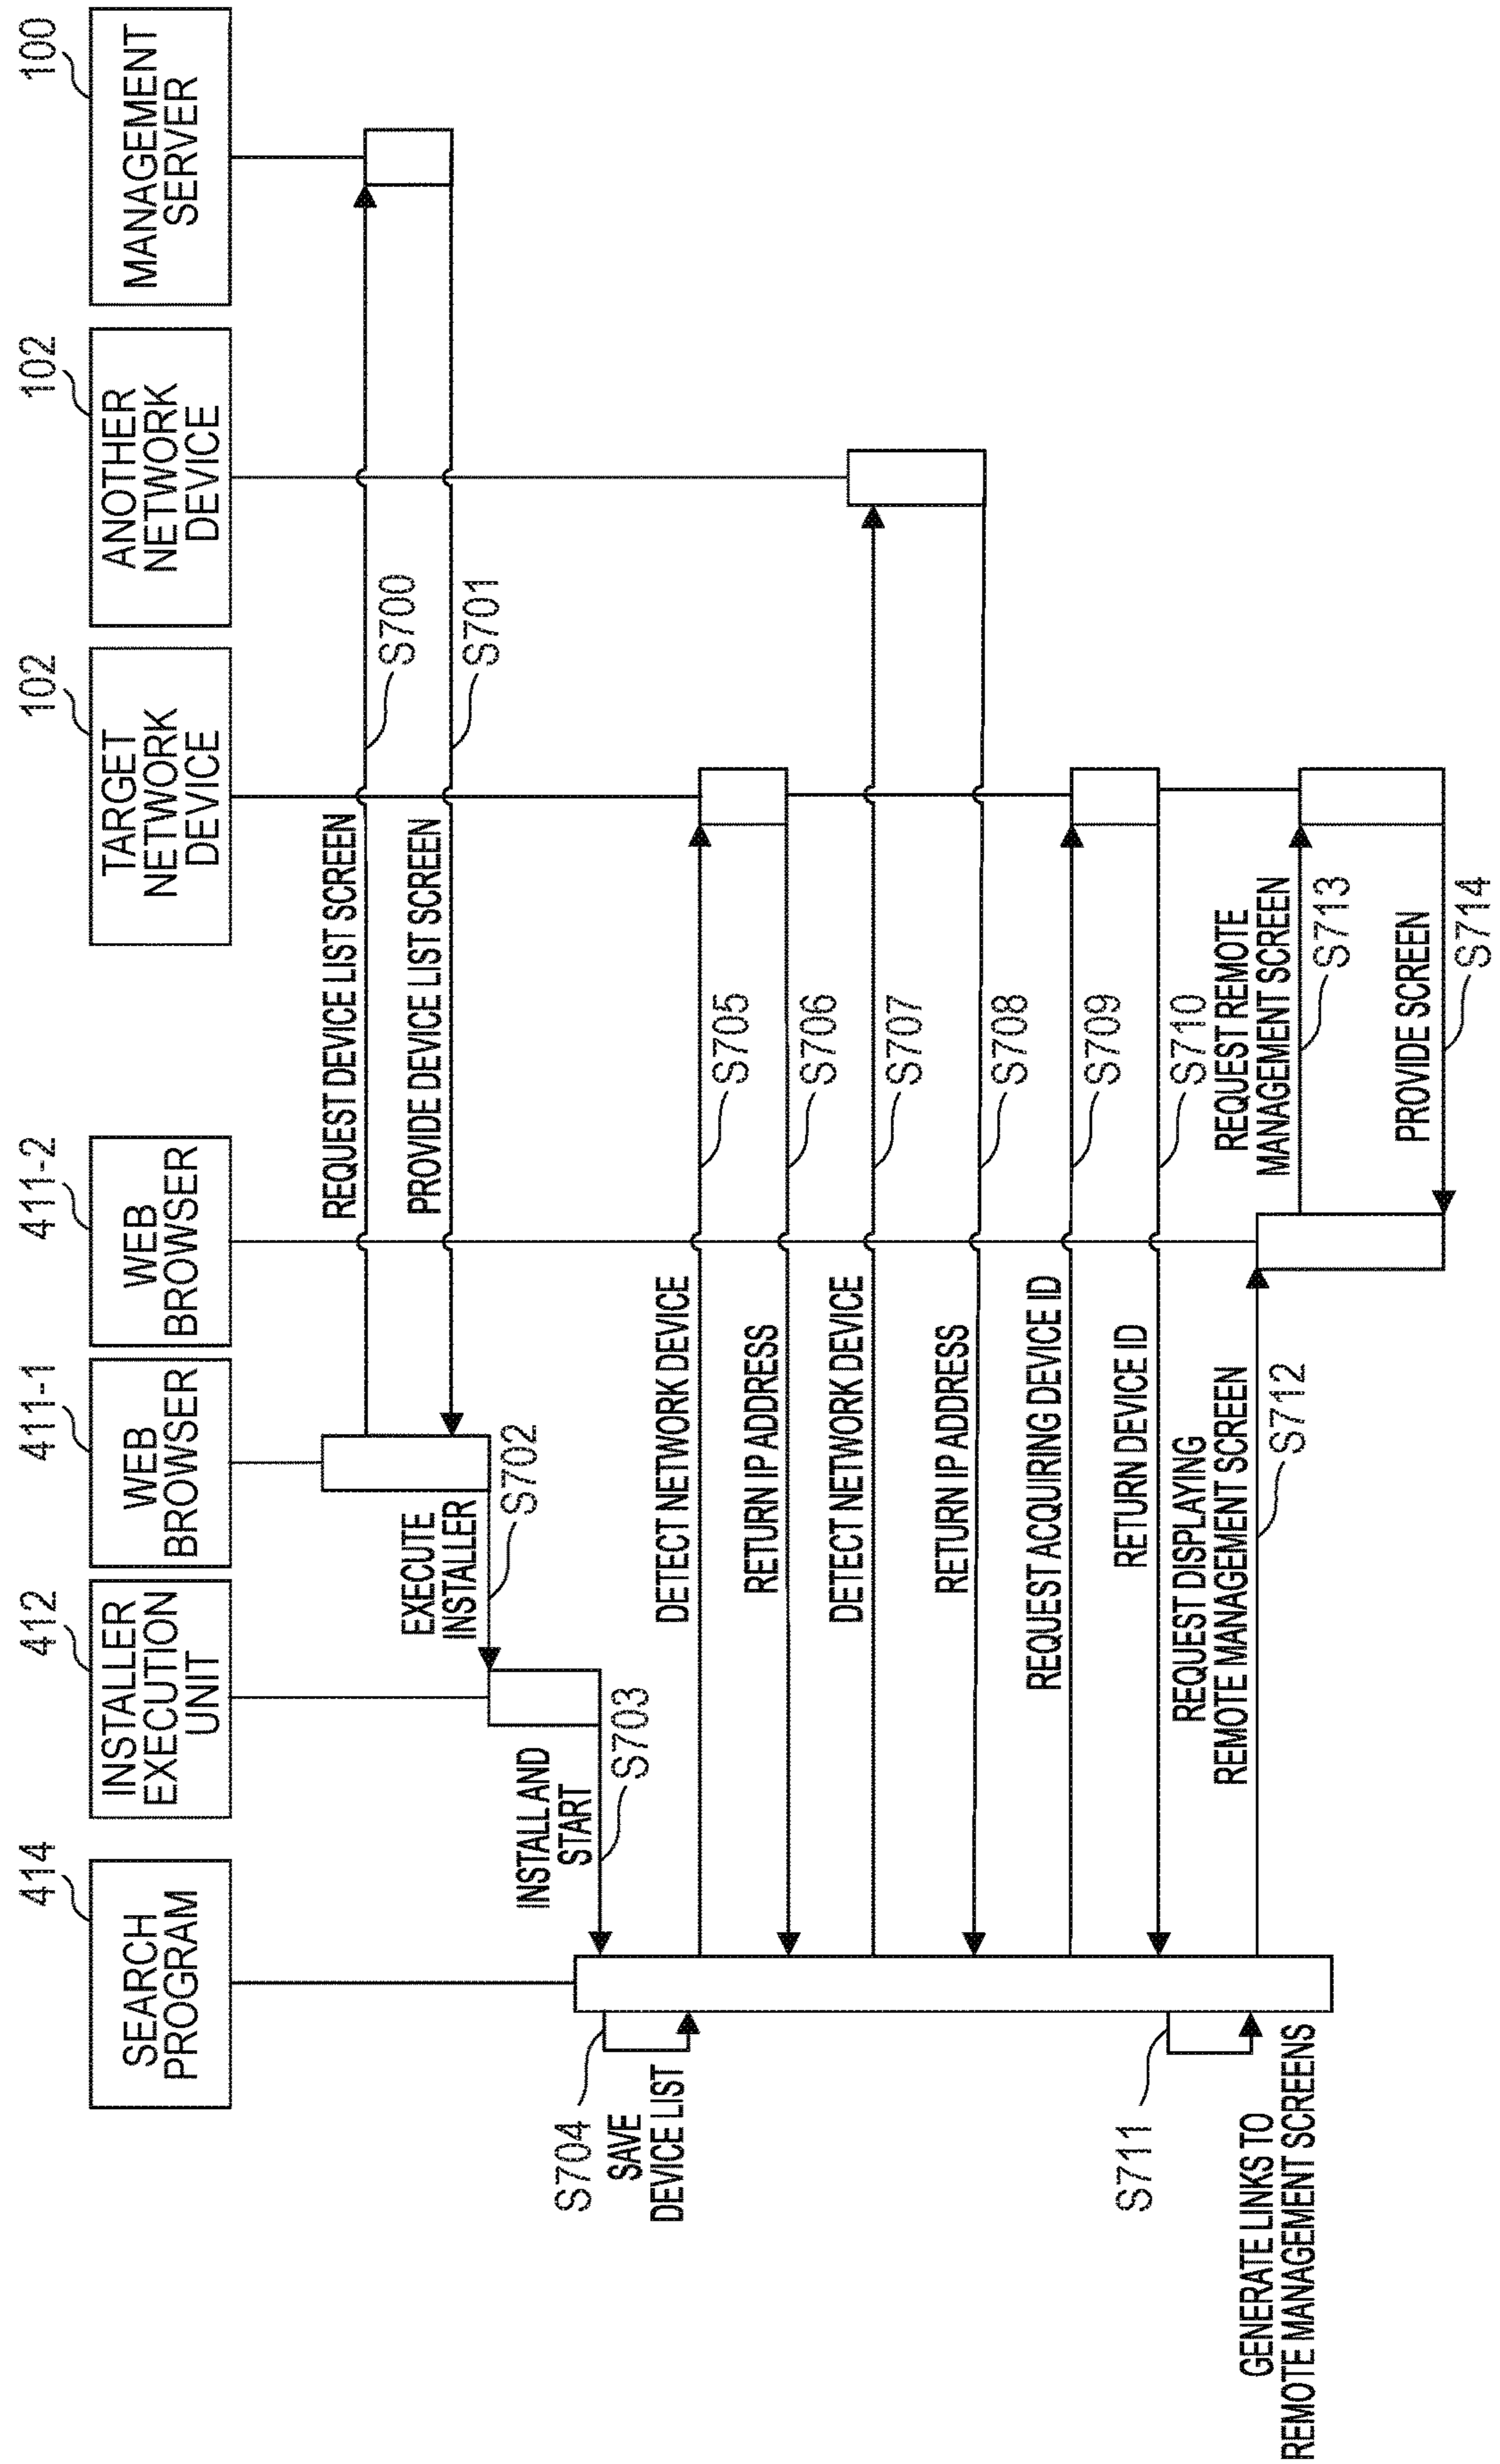 414
SEARCH
PROGRAM
412
INSTALLER
EXECUTION
UNIT
411-1
WEB
BROWSER
411-2
WEB
BROWSER
102
TARGET
NETWORK
DEVICE
102
ANOTHER
NETWORK
DEVICE
100
MANAGEMENT
SERVER
REQUEST DEVICE LIST SCREEN
S700
PROVIDE DEVICE LIST SCREEN
S701
EXECUTE
INSTALLER
S702
INSTALL AND
START
S703
S704
SAVE
DEVICE LIST
DETECT NETWORK DEVICE
S705
RETURN IP ADDRESS
S706
DETECT NETWORK DEVICE
S707
RETURN IP ADDRESS
S708
REQUEST ACQUIRING DEVICE ID
S709
RETURN DEVICE ID
S710
S711
GENERATE LINKS TO
REMOTE MANAGEMENT SCREENS
REQUEST DISPLAYING
REMOTE MANAGEMENT SCREEN
S712
REQUEST REMOTE
MANAGEMENT SCREEN
S713
PROVIDE SCREEN
S714